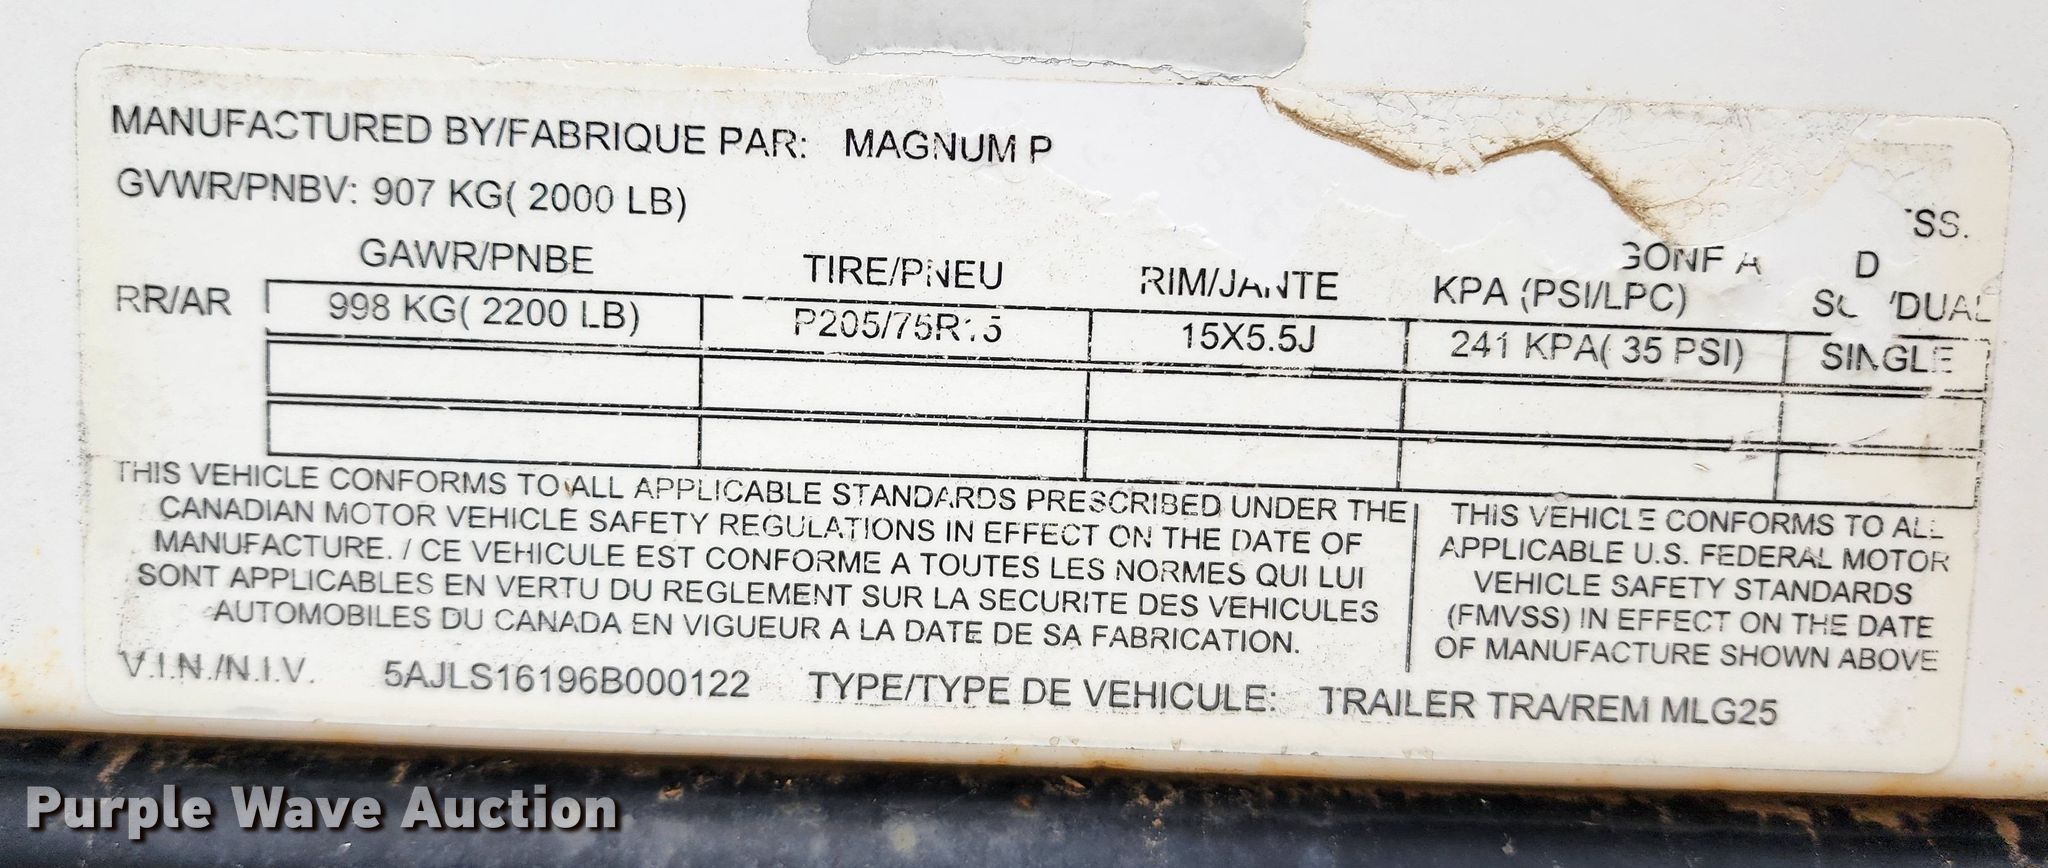 MANUFACTURED BY/FABRIQUE PAR: MAGNUM P
GVWR/PNBV: 907 KG( 2000 LB)
SS.
GAWR/PNBE TIRE/PNEU RIM/JANTE GONF A D
KPA (PSI/LPC) DUAL
RR/AR 998 KG( 2200 LB) P205/75R15 15X5.5J 241 KPA( 35 PSI) SINGLE
THIS VEHICLE CONFORMS TO ALL APPLICABLE STANDARDS PRESCRIBED UNDER THE
CANADIAN MOTOR VEHICLE SAFETY REGULATIONS IN EFFECT ON THE DATE OF
MANUFACTURE. / CE VEHICULE EST CONFORME A TOUTES LES NORMES QUI LUI
SONT APPLICABLES EN VERTU DU REGLEMENT SUR LA SECURITE DES VEHICULES
AUTOMOBILES DU CANADA EN VIGUEUR A LA DATE DE SA FABRICATION.
THIS VEHICLE CONFORMS TO ALL
APPLICABLE U.S. FEDERAL MOTOR
VEHICLE SAFETY STANDARDS
(FMVSS) IN EFFECT ON THE DATE
OF MANUFACTURE SHOWN ABOVE
V.I.N./N.I.V. 5AJLS16196B000122 TYPE/TYPE DE VEHICULE: TRAILER TRA/REM MLG25
Purple Wave Auction